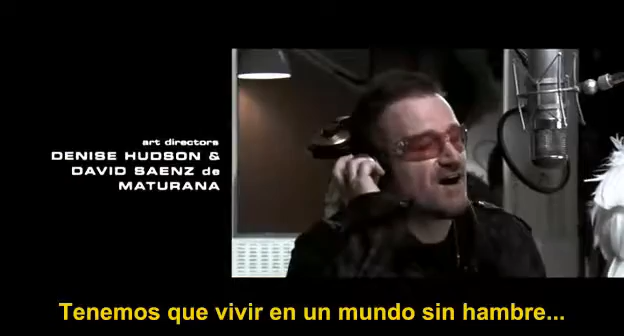 art directors
DENISE HUDSON &
DAVID SAENZ de
MATURANA
Tenemos que vivir en un mundo sin hambre...